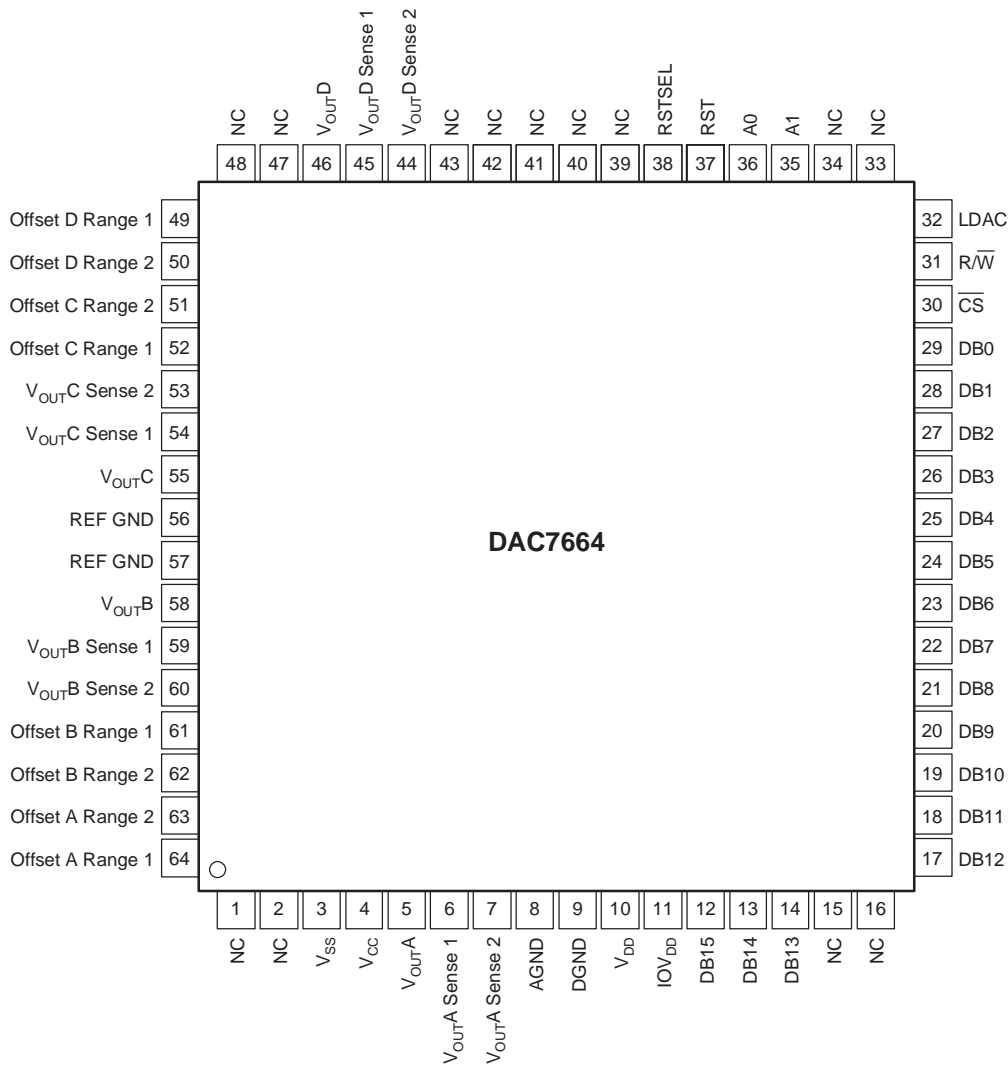 NC
NC
VOUTD
VOUTD Sense 1
VOUTD Sense 2
NC
NC
NC
NC
NC
RSTSEL
RST
A0
A1
NC
NC
48 47 46 45 44 43 42 41 40 39 38 37 36 35 34 33
Offset D Range 1 49
Offset D Range 2 50
Offset C Range 2 51
Offset C Range 1 52
VOUTC Sense 2 53
VOUTC Sense 1 54
VOUTC 55
REF GND 56
REF GND 57
VOUTB 58
VOUTB Sense 1 59
VOUTB Sense 2 60
Offset B Range 1 61
Offset B Range 2 62
Offset A Range 2 63
Offset A Range 1 64
DAC7664
32 LDAC
31 R/W̅
30 C̅S̅
29 DB0
28 DB1
27 DB2
26 DB3
25 DB4
24 DB5
23 DB6
22 DB7
21 DB8
20 DB9
19 DB10
18 DB11
17 DB12
1 2 3 4 5 6 7 8 9 10 11 12 13 14 15 16
NC
NC
VSS
VCC
VOUTA
VOUTA Sense 1
VOUTA Sense 2
AGND
DGND
VDD
IOVDD
DB15
DB14
DB13
NC
NC